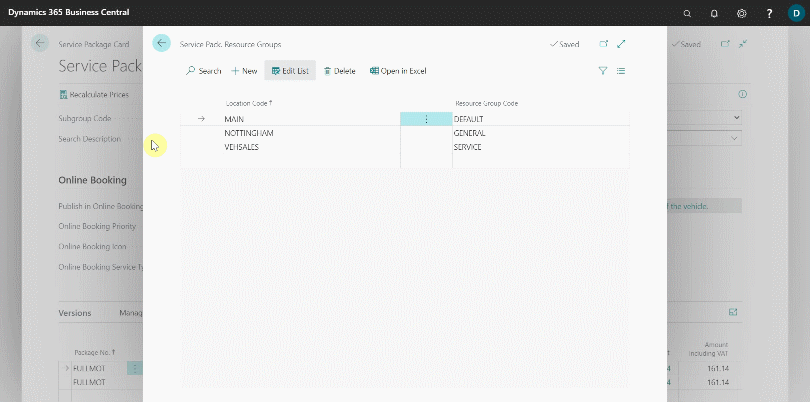 Dynamics 365 Business Central
?
D
Service Package Card
Service Pack. Resource Groups
Saved
Saved
Service Pack
Search
New
Edit List
Delete
Open in Excel
Recalculate Prices
Location Code
Resource Group Code
Subgroup Code
MAIN
DEFAULT
NOTTINGHAM
GENERAL
Search Description
VEHSALES
SERVICE
Online Booking
Publish in Online Booking
f the vehicle.
Online Booking Priority
Online Booking Icon
Online Booking Service Ty
Versions
Manag
Package No.
T
Amount
including VAT
FULLMOT
4
161.14
FULLMOT
4
161.14